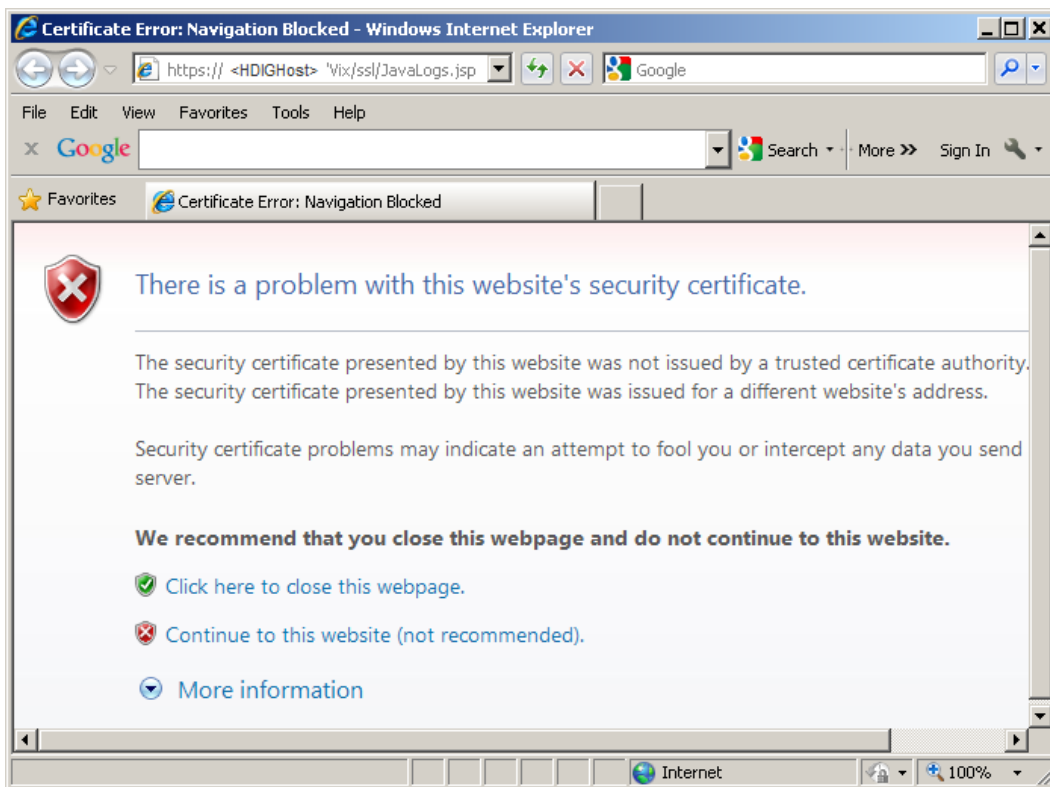 Certificate Error: Navigation Blocked - Windows Internet Explorer
https:// <HDIGHost> 'Vix/ssl/JavaLogs.jsp
Google
File Edit View Favorites Tools Help
x Google Search More >> Sign In
Favorites Certificate Error: Navigation Blocked
There is a problem with this website's security certificate.
The security certificate presented by this website was not issued by a trusted certificate authority.
The security certificate presented by this website was issued for a different website's address.
Security certificate problems may indicate an attempt to fool you or intercept any data you send
server.
We recommend that you close this webpage and do not continue to this website.
Click here to close this webpage.
Continue to this website (not recommended).
More information
Internet 100%